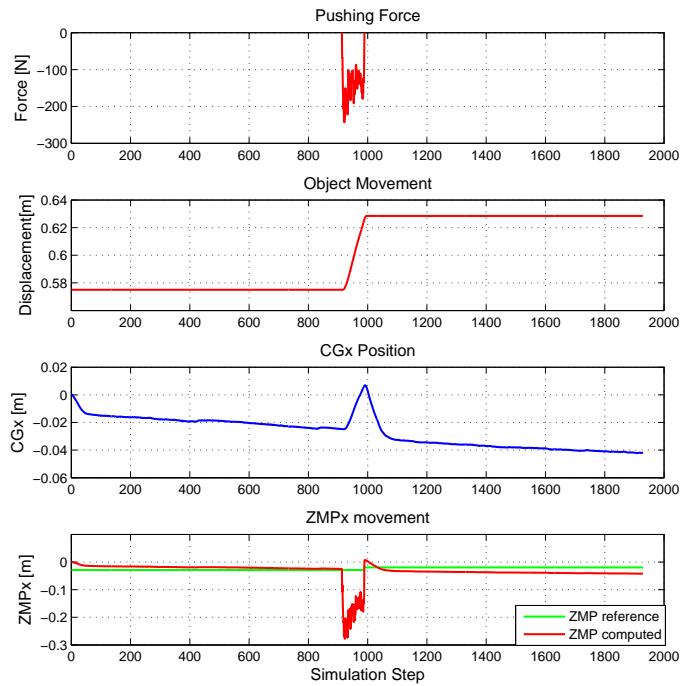 Pushing Force
Force [N]
0
−100
−200
−300
0 200 400 600 800 1000 1200 1400 1600 1800 2000
Object Movement
Displacement[m]
0.64
0.62
0.6
0.58
0 200 400 600 800 1000 1200 1400 1600 1800 2000
CGx Position
CGx [m]
0.02
0
−0.02
−0.04
−0.06
0 200 400 600 800 1000 1200 1400 1600 1800 2000
ZMPx movement
ZMPx [m]
0
−0.1
−0.2
−0.3
ZMP reference
ZMP computed
0 200 400 600 800 1000 1200 1400 1600 1800 2000
Simulation Step